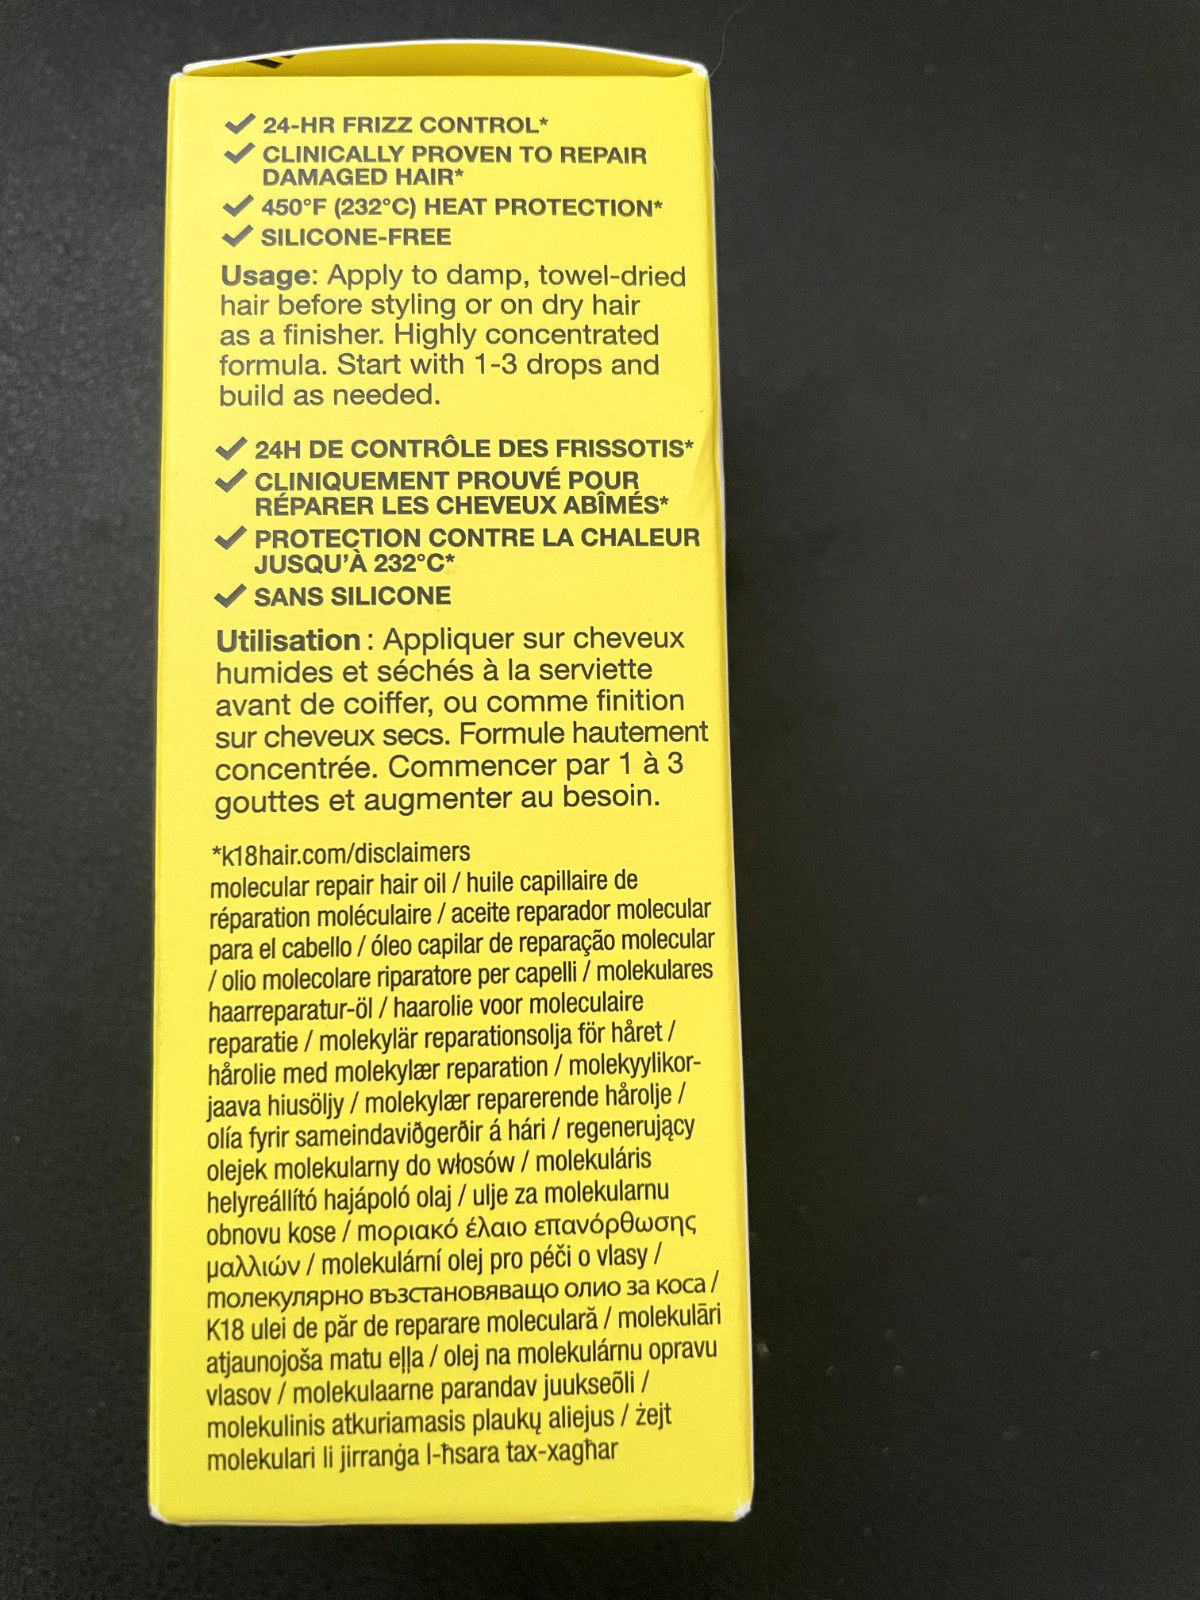 24-HR FRIZZ CONTROL*
CLINICALLY PROVEN TO REPAIR
DAMAGED HAIR*
450°F (232°C) HEAT PROTECTION*
SILICONE-FREE
Usage: Apply to damp, towel-dried
hair before styling or on dry hair
as a finisher. Highly concentrated
formula. Start with 1-3 drops and
build as needed.
24H DE CONTRÔLE DES FRISSOTIS*
CLINIQUEMENT PROUVÉ POUR
RÉPARER LES CHEVEUX ABÎMÉS*
PROTECTION CONTRE LA CHALEUR
JUSQU'À 232°C*
SANS SILICONE
Utilisation : Appliquer sur cheveux
humides et séchés à la serviette
avant de coiffer, ou comme finition
sur cheveux secs. Formule hautement
concentrée. Commencer par 1 à 3
gouttes et augmenter au besoin.
*k18hair.com/disclaimers
molecular repair hair oil / huile capillaire de
réparation moléculaire / aceite reparador molecular
para el cabello / óleo capilar de reparação molecular
/ olio molecolare riparatore per capelli / molekulares
haarreparatur-öl / haarolie voor moleculaire
reparatie / molekylär reparationsolja för håret /
hårolie med molekylær reparation / molekyylikor-
jaava hiusöljy / molekylær reparerende hårolje /
olía fyrir sameindaviðgerðir á hári / regenerujący
olejek molekularny do włosów / molekuláris
helyreállító hajápoló olaj / ulje za molekularnu
obnovu kose / μοριακό έλαιο επανόρθωσης
μαλλιών / molekulární olej pro péči o vlasy /
молекулярно възстановяващо олио за коса /
K18 ulei de păr de reparare moleculară / molekulāri
atjaunojoša matu eļļa / olej na molekulárnu opravu
vlasov / molekulaarne parandav juukseõli /
molekulinis atkuriamasis plaukų aliejus / żejt
molekulari li jirranġa l-ħsara tax-xagħar